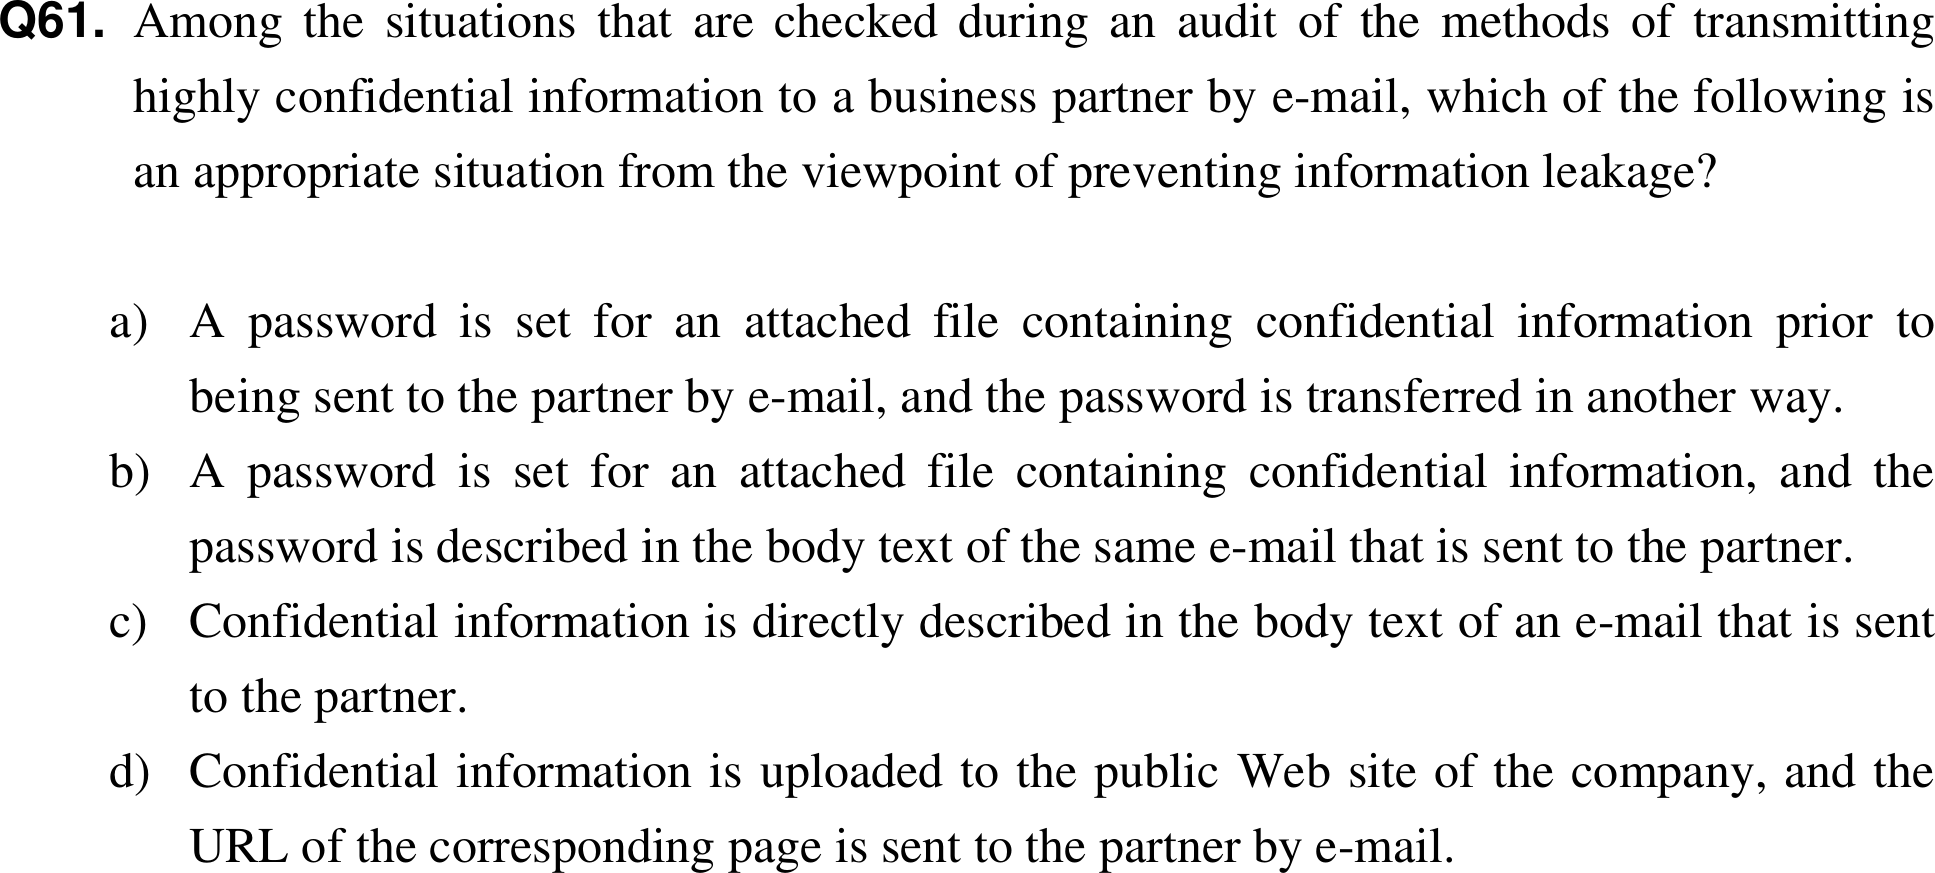 Q61. Among the situations that are checked during an audit of the methods of transmitting
highly confidential information to a business partner by e-mail, which of the following is
an appropriate situation from the viewpoint of preventing information leakage?
a) A password is set for an attached file containing confidential information prior to
being sent to the partner by e-mail, and the password is transferred in another way.
b) A password is set for an attached file containing confidential information, and the
password is described in the body text of the same e-mail that is sent to the partner.
c) Confidential information is directly described in the body text of an e-mail that is sent
to the partner.
d) Confidential information is uploaded to the public Web site of the company, and the
URL of the corresponding page is sent to the partner by e-mail.